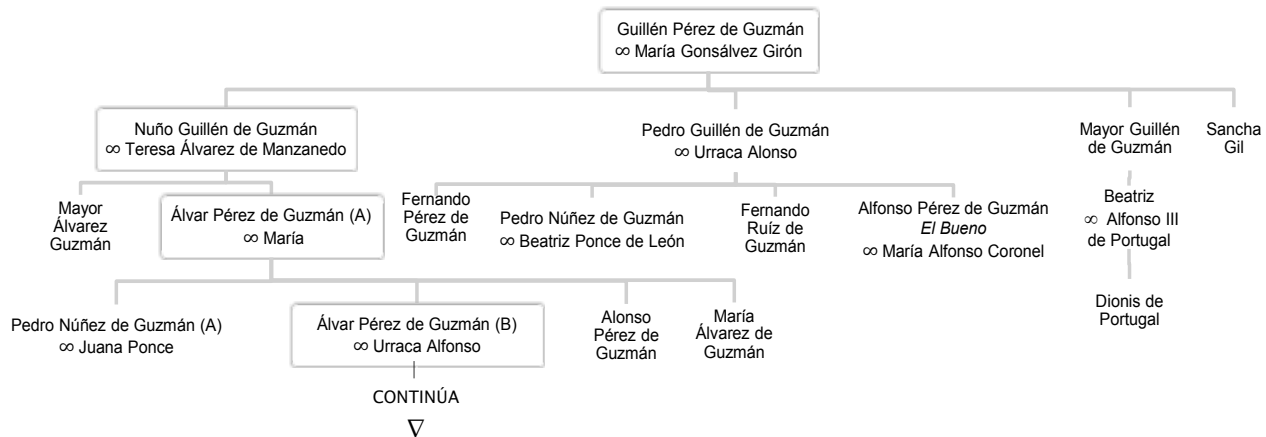 Guillén Pérez de Guzmán
∞ María Gonsálvez Girón
Nuño Guillén de Guzmán
∞ Teresa Álvarez de Manzanedo
Pedro Guillén de Guzmán
∞ Urraca Alonso
Mayor Guillén
de Guzmán
Sancha
Gil
Mayor
Álvarez
Guzmán
Álvar Pérez de Guzmán (A)
∞ María
Fernando
Pérez de
Guzmán
Pedro Núñez de Guzmán
∞ Beatriz Ponce de León
Fernando
Ruíz de
Guzmán
Alfonso Pérez de Guzmán
El Bueno
∞ María Alfonso Coronel
Beatriz
∞ Alfonso III
de Portugal
Pedro Núñez de Guzmán (A)
∞ Juana Ponce
Álvar Pérez de Guzmán (B)
∞ Urraca Alfonso
Alonso
Pérez de
Guzmán
María
Álvarez de
Guzmán
Dionis de
Portugal
CONTINÚA
∇